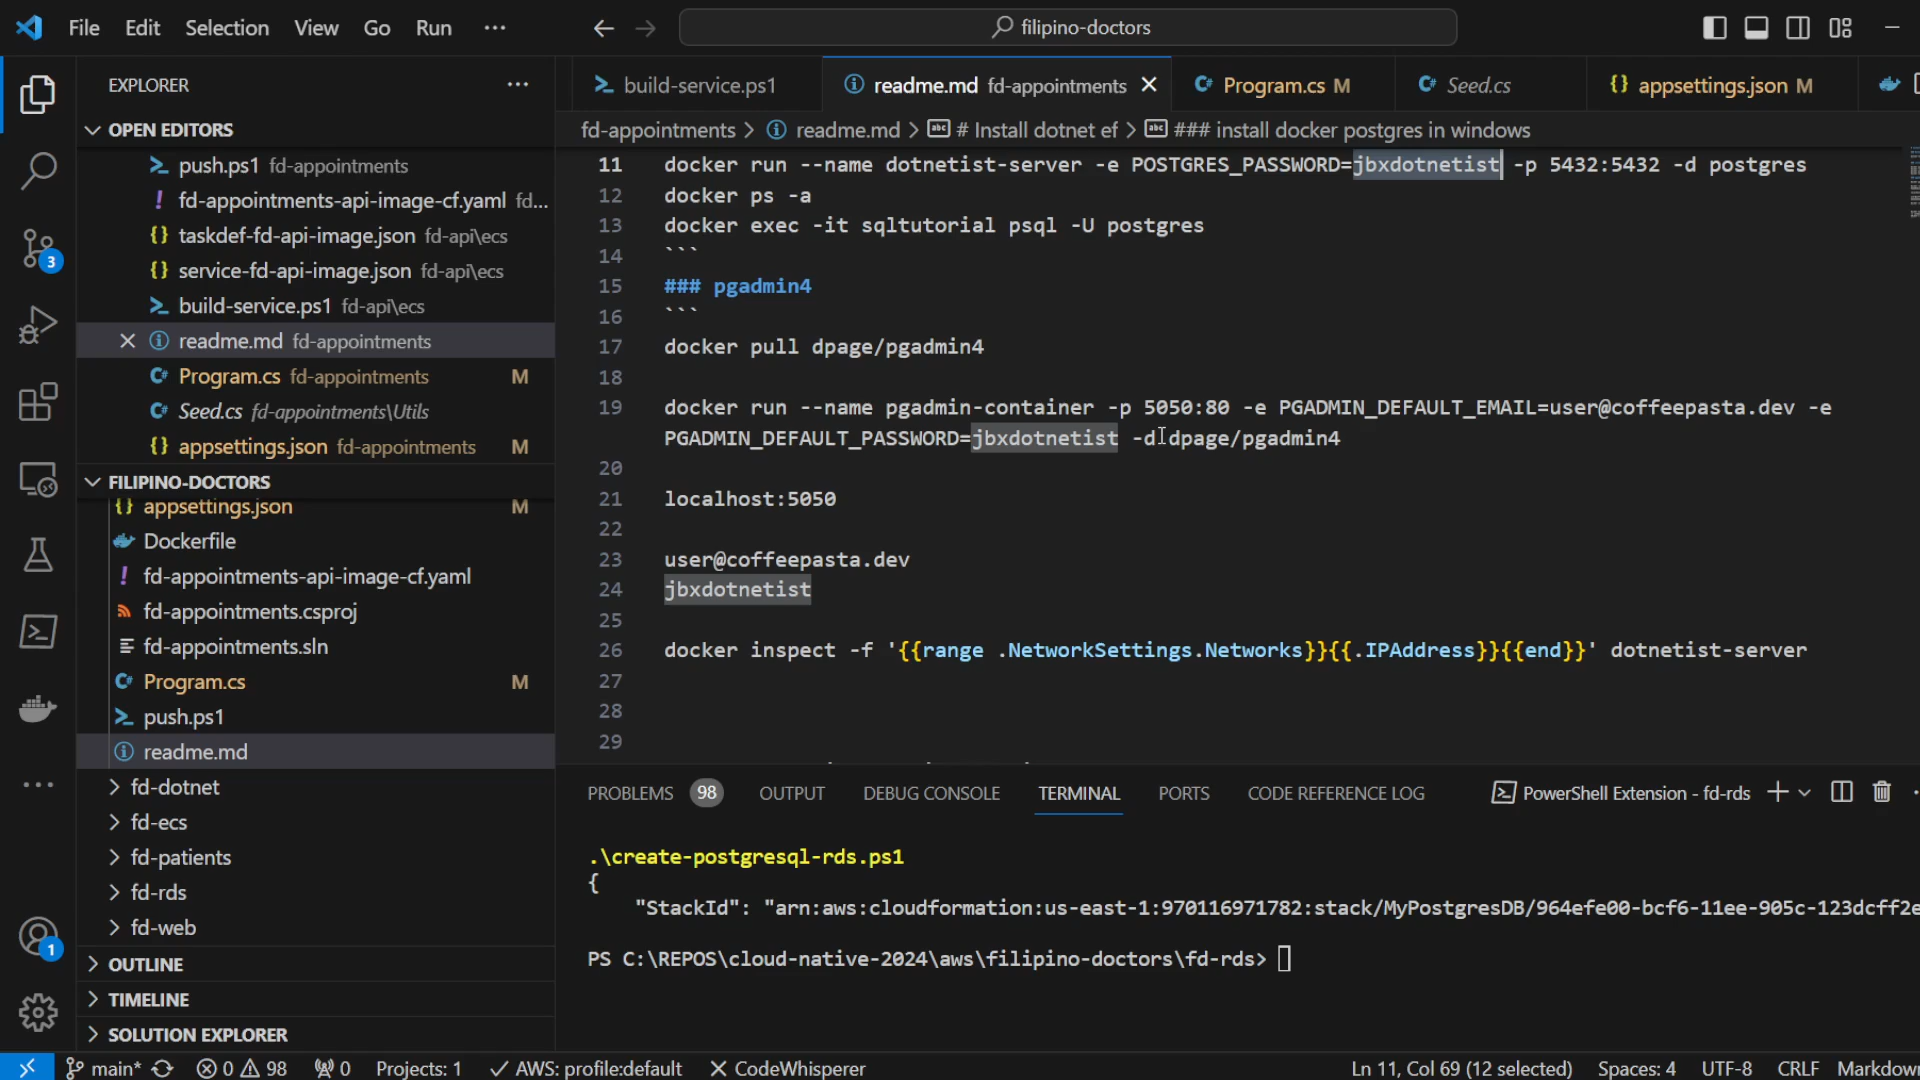 File Edit Selection View Go Run ··· filipino-doctors
EXPLORER
OPEN EDITORS
push.ps1 fd-appointments
fd-appointments-api-image-cf.yaml fd...
taskdef-fd-api-image.json fd-api\ecs
service-fd-api-image.json fd-api\ecs
build-service.ps1 fd-api\ecs
readme.md fd-appointments
Program.cs fd-appointments M
Seed.cs fd-appointments\Utils
appsettings.json fd-appointments M
FILIPINO-DOCTORS
appsettings.json M
Dockerfile
fd-appointments-api-image-cf.yaml
fd-appointments.csproj
fd-appointments.sln
Program.cs M
push.ps1
readme.md
fd-dotnet
fd-ecs
fd-patients
fd-rds
fd-web
OUTLINE
TIMELINE
SOLUTION EXPLORER
3
1
build-service.ps1 readme.md fd-appointments Program.cs M Seed.cs appsettings.json M
fd-appointments > readme.md > # Install dotnet ef > ### install docker postgres in windows
11 docker run --name dotnetist-server -e POSTGRES_PASSWORD=jbxdotnetist -p 5432:5432 -d postgres
12 docker ps -a
13 docker exec -it sqltutorial psql -U postgres
14 ```
15 ### pgadmin4
16 ```
17 docker pull dpage/pgadmin4
18
19 docker run --name pgadmin-container -p 5050:80 -e PGADMIN_DEFAULT_EMAIL=user@coffeepasta.dev -e
PGADMIN_DEFAULT_PASSWORD=jbxdotnetist -d dpage/pgadmin4
20
21 localhost:5050
22
23 user@coffeepasta.dev
24 jbxdotnetist
25
26 docker inspect -f '{{range .NetworkSettings.Networks}}{{.IPAddress}}{{end}}' dotnetist-server
27
28
29
PROBLEMS 98 OUTPUT DEBUG CONSOLE TERMINAL PORTS CODE REFERENCE LOG PowerShell Extension - fd-rds
.\create-postgresql-rds.ps1
{
"StackId": "arn:aws:cloudformation:us-east-1:970116971782:stack/MyPostgresDB/964efe00-bcf6-11ee-905c-123dcff2e
PS C:\REPOS\cloud-native-2024\aws\filipino-doctors\fd-rds>
main* 0 98 0 Projects: 1 AWS: profile:default CodeWhisperer Ln 11, Col 69 (12 selected) Spaces: 4 UTF-8 CRLF Markdown